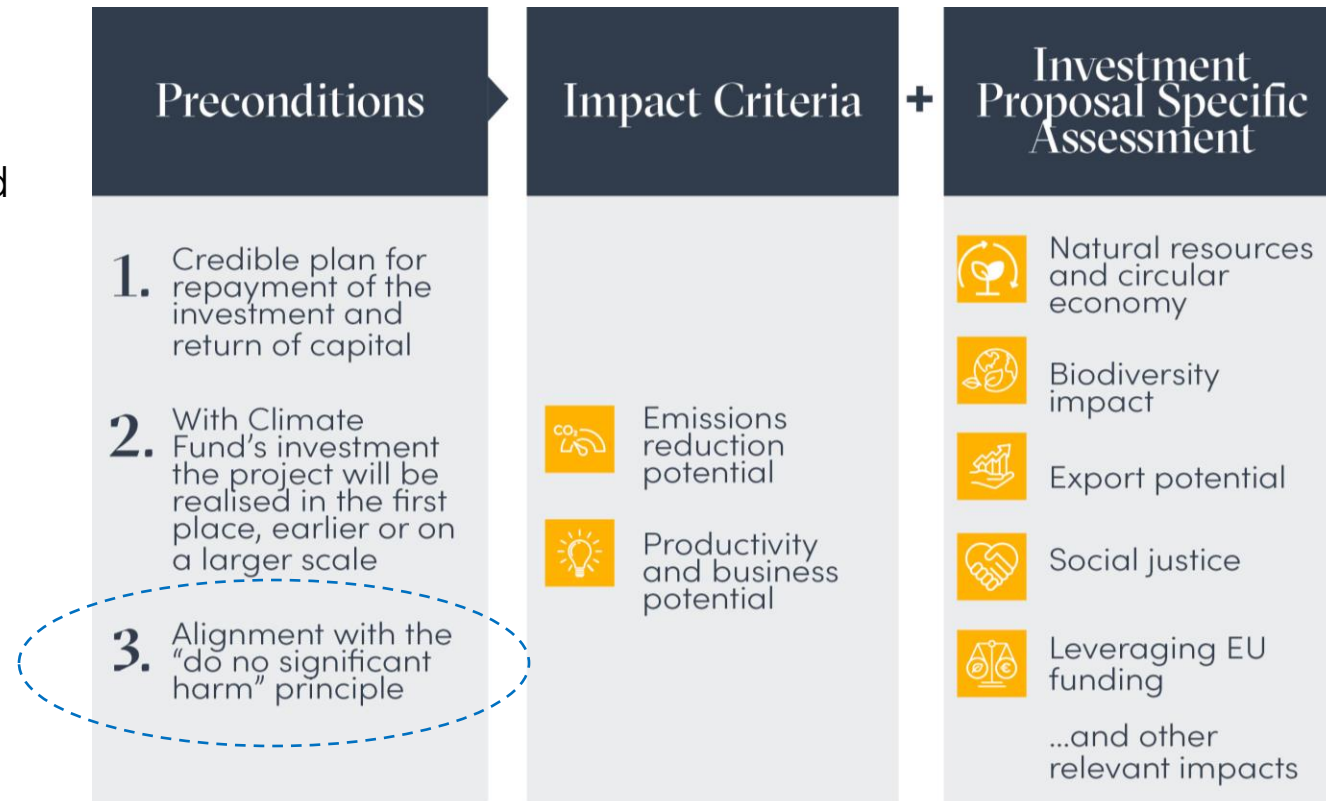 d
Preconditions
1.
Credible plan for
repayment of the
investment and
return of capital
2.
With Climate
Fund's investment
the project will be
realised in the first
place, earlier or on
a larger scale
3.
Alignment with the
"do no significant
harm" principle
Impact Criteria
CO₂
Emissions
reduction
potential
Productivity
and business
potential
+
Investment
Proposal Specific
Assessment
Natural resources
and circular
economy
Biodiversity
impact
Export potential
Social justice
€
Leveraging EU
funding
...and other
relevant impacts